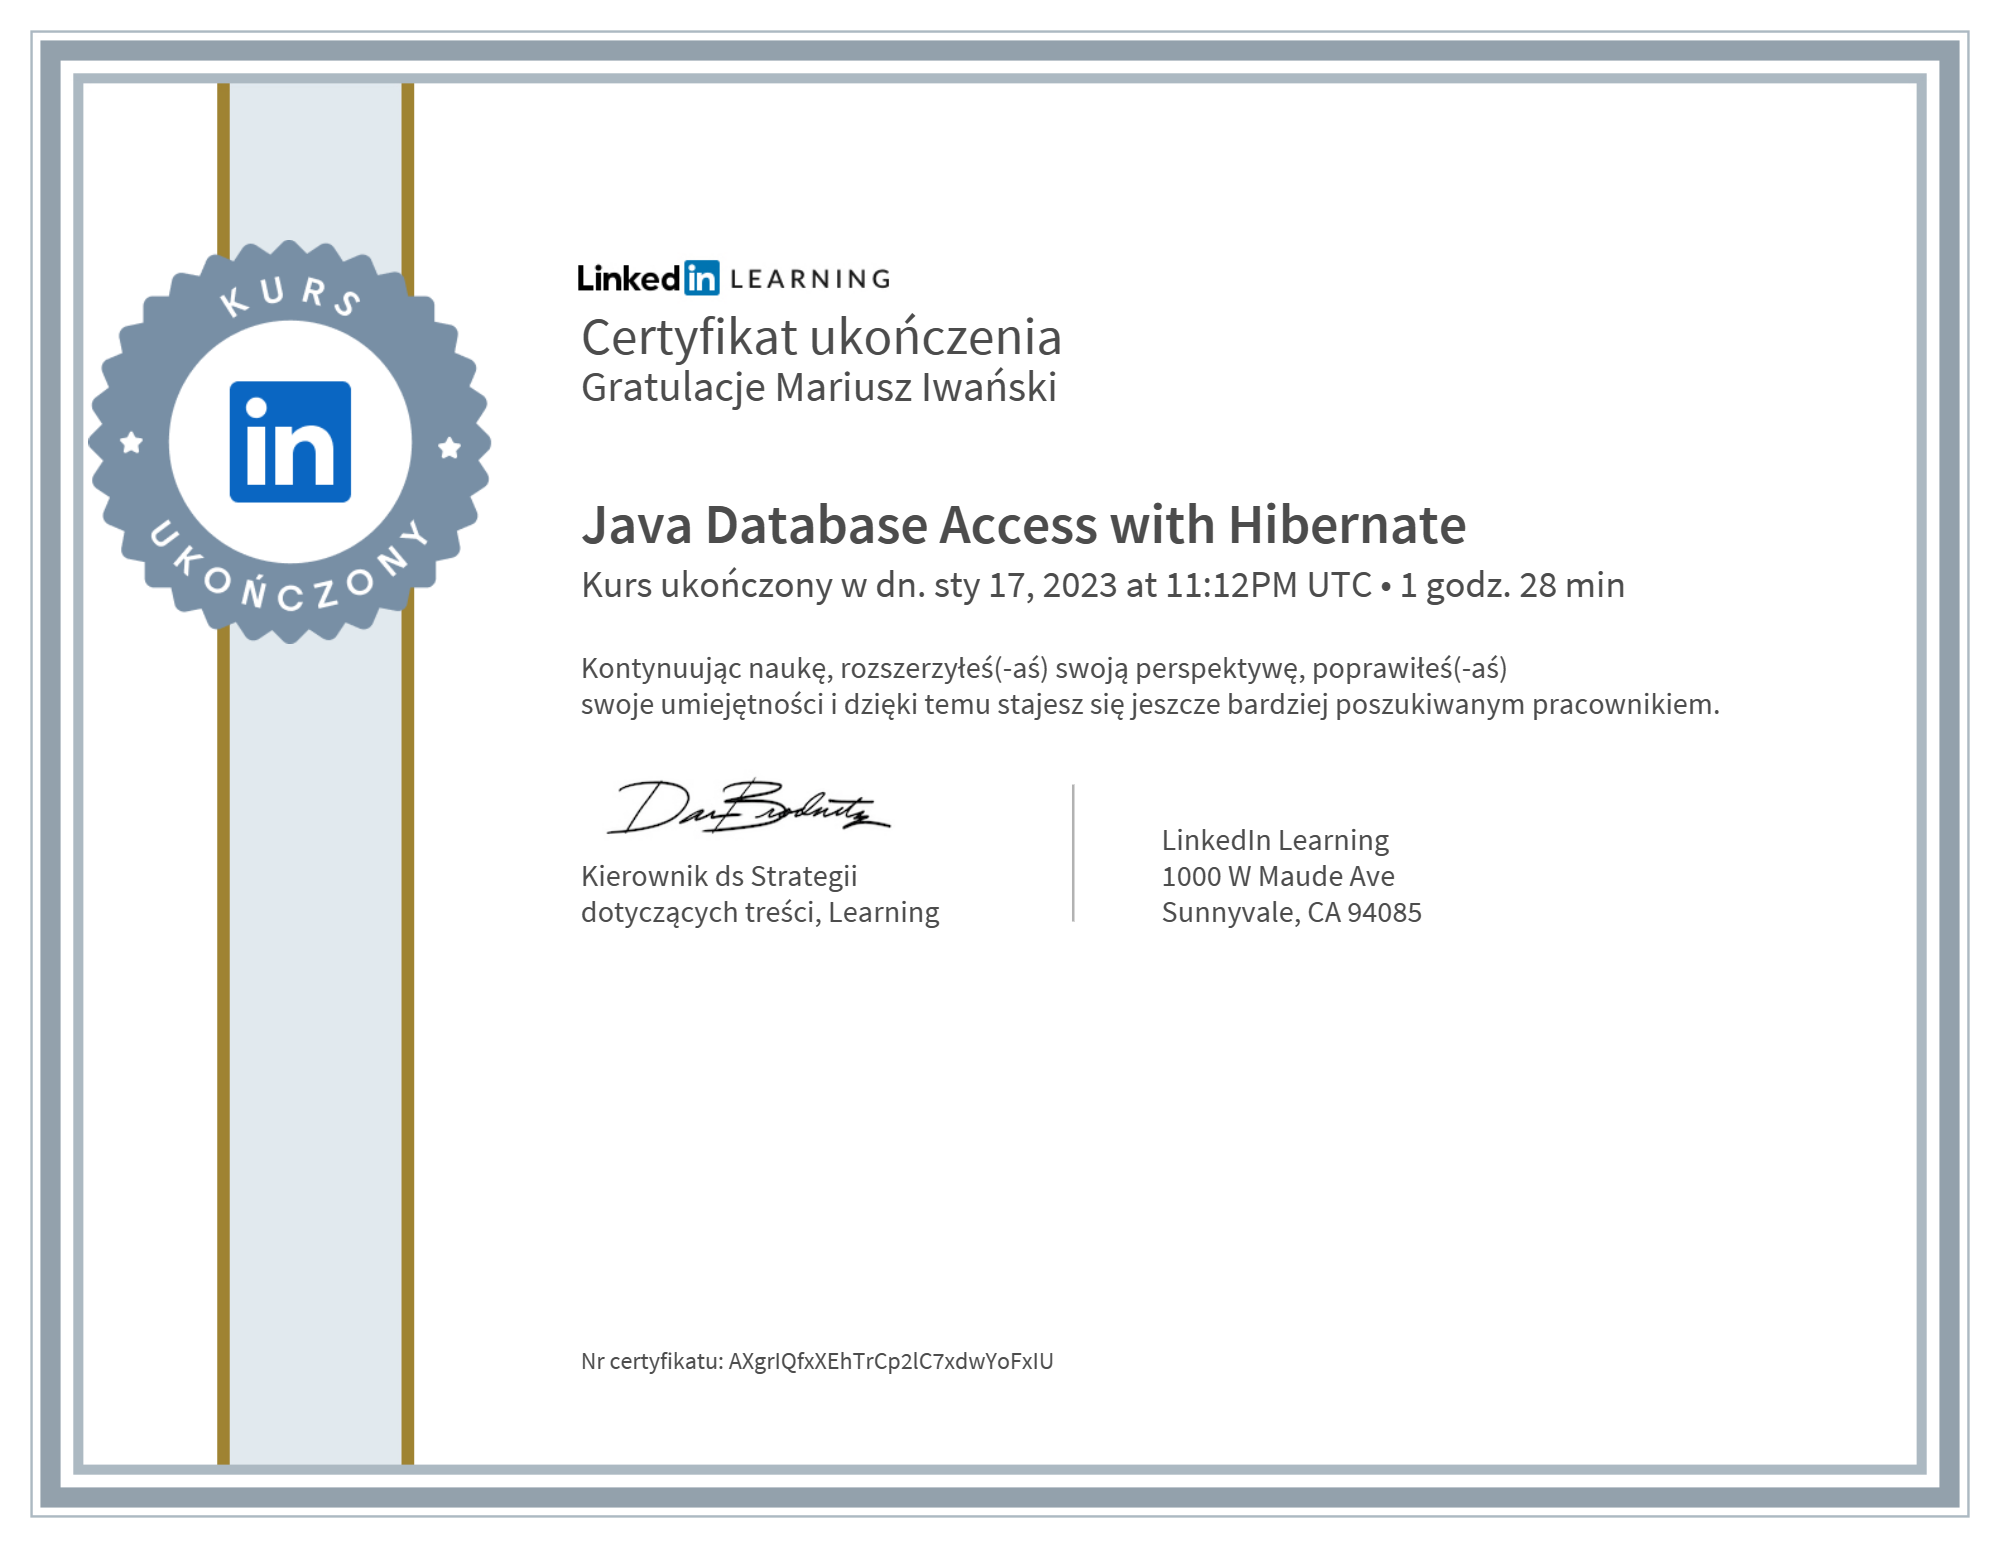 KURS
in
UKOŃCZONY
Linkedin LEARNING
Certyfikat ukończenia
Gratulacje Mariusz Iwański
Java Database Access with Hibernate
Kurs ukończony w dn. sty 17, 2023 at 11:12PM UTC • 1 godz. 28 min
Kontynuując naukę, rozszerzyłeś(-aś) swoją perspektywę, poprawiłeś(-aś)
swoje umiejętności i dzięki temu stajesz się jeszcze bardziej poszukiwanym pracownikiem.
Dan Brodnitz
Kierownik ds Strategii
dotyczących treści, Learning
LinkedIn Learning
1000 W Maude Ave
Sunnyvale, CA 94085
Nr certyfikatu: AXgrIQfxXEhTrCp2lC7xdwYoFxIU